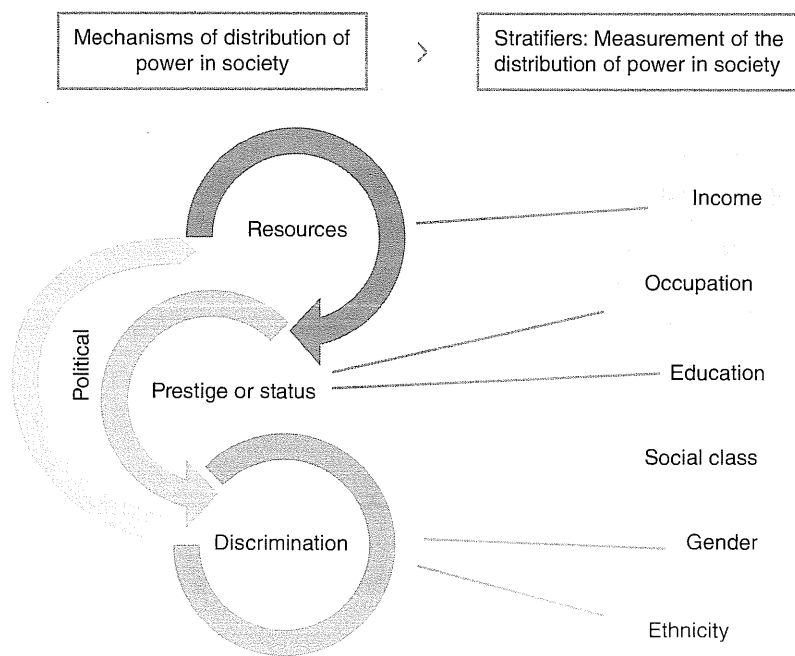 Mechanisms of distribution of
power in society
>
Stratifiers: Measurement of the
distribution of power in society
Resources
Political
Prestige or status
Discrimination
Income
Occupation
Education
Social class
Gender
Ethnicity